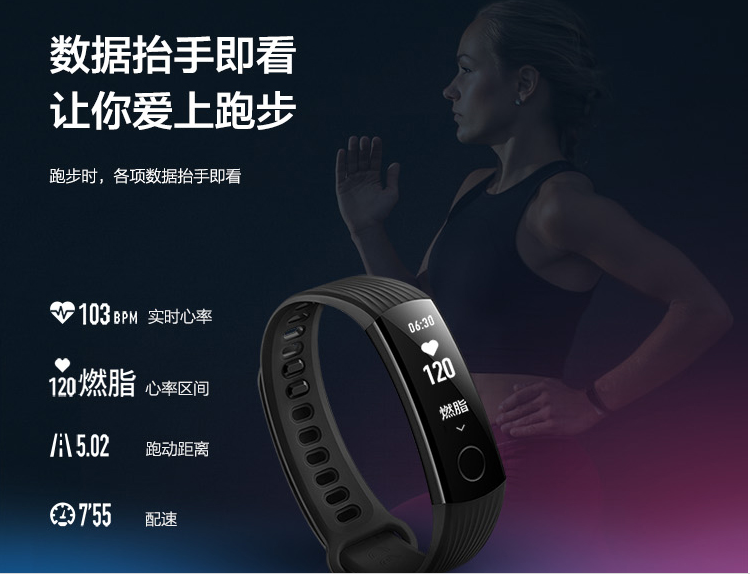 数据抬手即看
让你爱上跑步
跑步时，各项数据抬手即看
103 BPM 实时心率
120 燃脂 心率区间
5.02 跑动距离
7'55 配速
06:30
120
燃脂